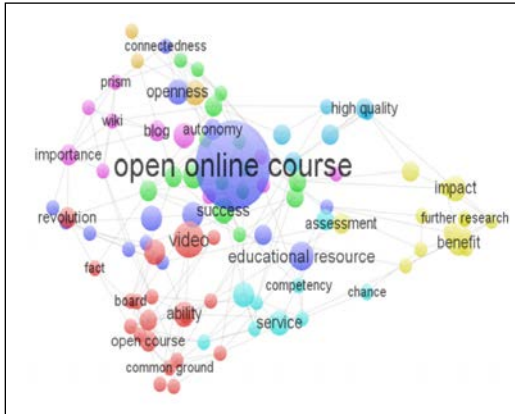 connectedness
prism
openness
high quality
wiki
blog
autonomy
importance
open online course
impact
revolution
success
assessment
further research
video
benefit
educational resource
fact
competency
chance
board
ability
service
open course
common ground